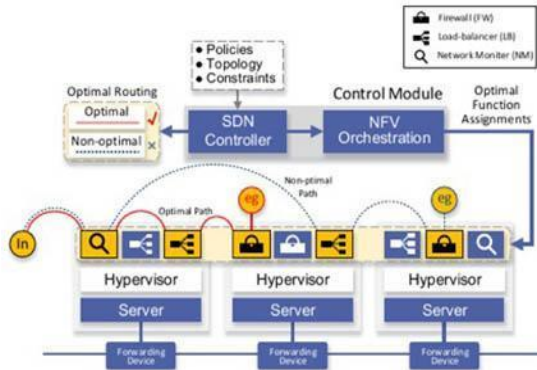 Firewall (FW)
Load-balancer (LB)
Network Moniter (NM)
• Policies
• Topology
• Constraints
Optimal Routing
Optimal
Non-optimal
Control Module
SDN
Controller
NFV
Orchestration
Optimal
Function
Assignments
Non-ptimal
Path
Optimal Path
eg
eg
In
Hypervisor
Hypervisor
Hypervisor
Server
Server
Server
Forwarding
Device
Forwarding
Device
Forwarding
Device